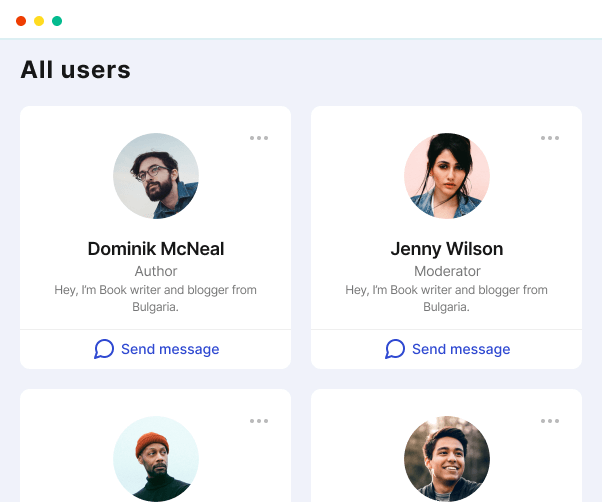 All users
Dominik McNeal
Author
Hey, I'm Book writer and blogger from
Bulgaria.
Send message
Jenny Wilson
Moderator
Hey, I'm Book writer and blogger from
Bulgaria.
Send message